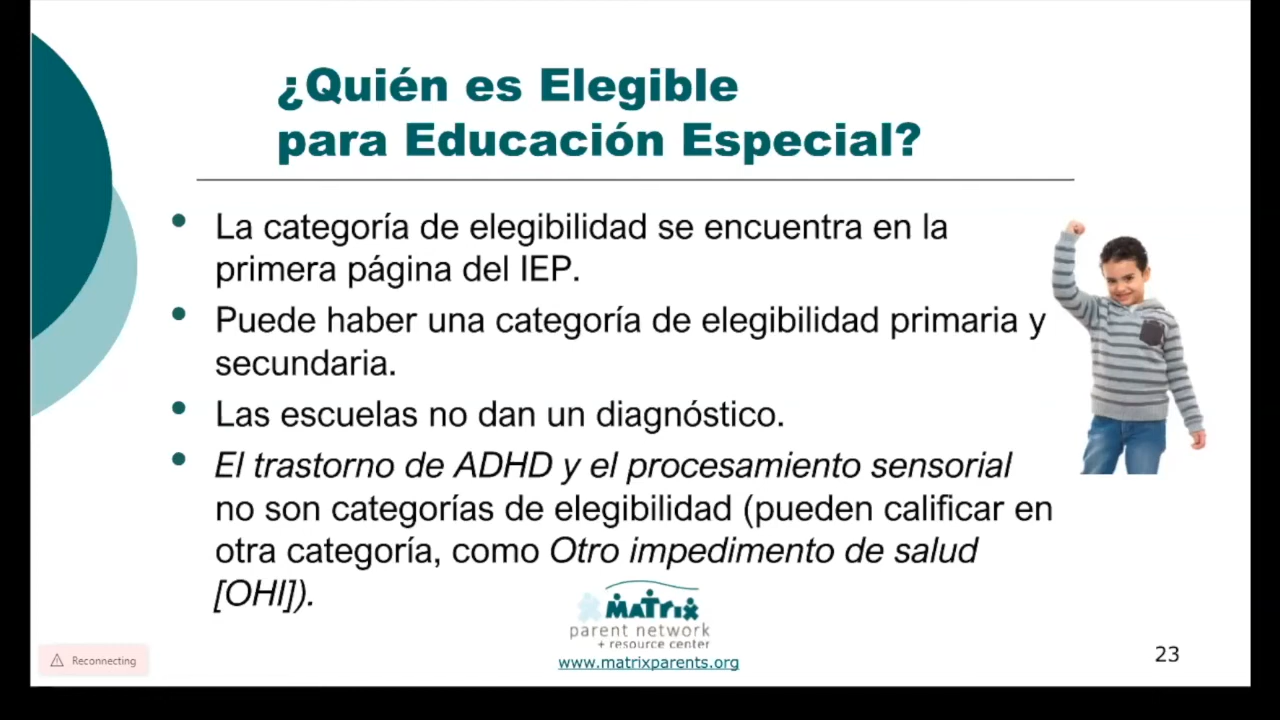 ¿Quién es Elegible
para Educación Especial?
• La categoría de elegibilidad se encuentra en la
primera página del IEP.
• Puede haber una categoría de elegibilidad primaria y
secundaria.
• Las escuelas no dan un diagnóstico.
• El trastorno de ADHD y el procesamiento sensorial
no son categorías de elegibilidad (pueden calificar en
otra categoría, como Otro impedimento de salud
[OHI]).
MATrix
parent network
+ resource center
www.matrixparents.org
Reconnecting
23